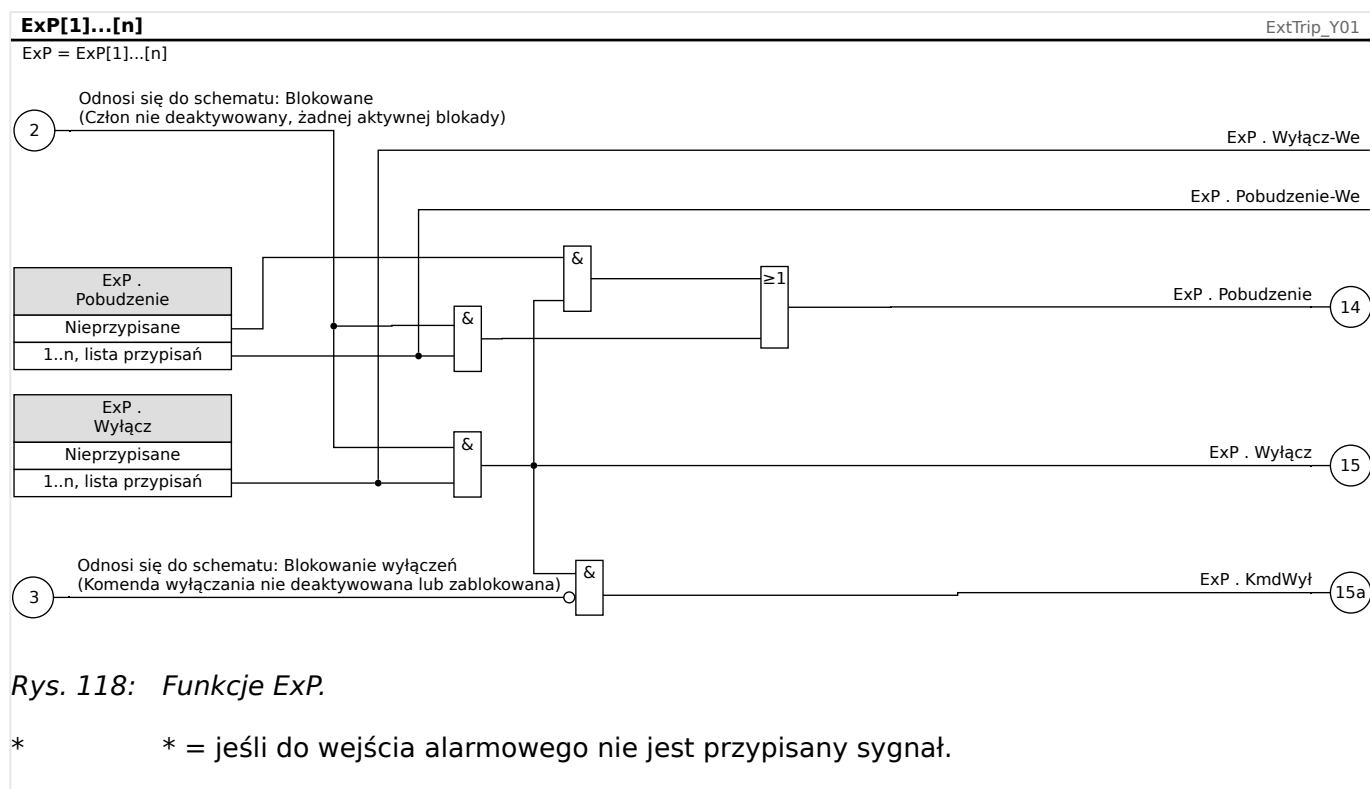 ExP[1]...[n]
ExtTrip_Y01
ExP = ExP[1]...[n]
Odnosi się do schematu: Blokowane
(Człon nie deaktywowany, żadnej aktywnej blokady)
2
ExP . Wyłącz-We
ExP . Pobudzenie-We
&
ExP .
Pobudzenie
≥1
ExP . Pobudzenie
14
Nieprzypisane
&
1..n, lista przypisań
ExP .
Wyłącz
Nieprzypisane
&
ExP . Wyłącz
15
1..n, lista przypisań
Odnosi się do schematu: Blokowanie wyłączeń
(Komenda wyłączania nie deaktywowana lub zablokowana)
3
&
ExP . KmdWył
15a
Rys. 118: Funkcje ExP.
* * = jeśli do wejścia alarmowego nie jest przypisany sygnał.